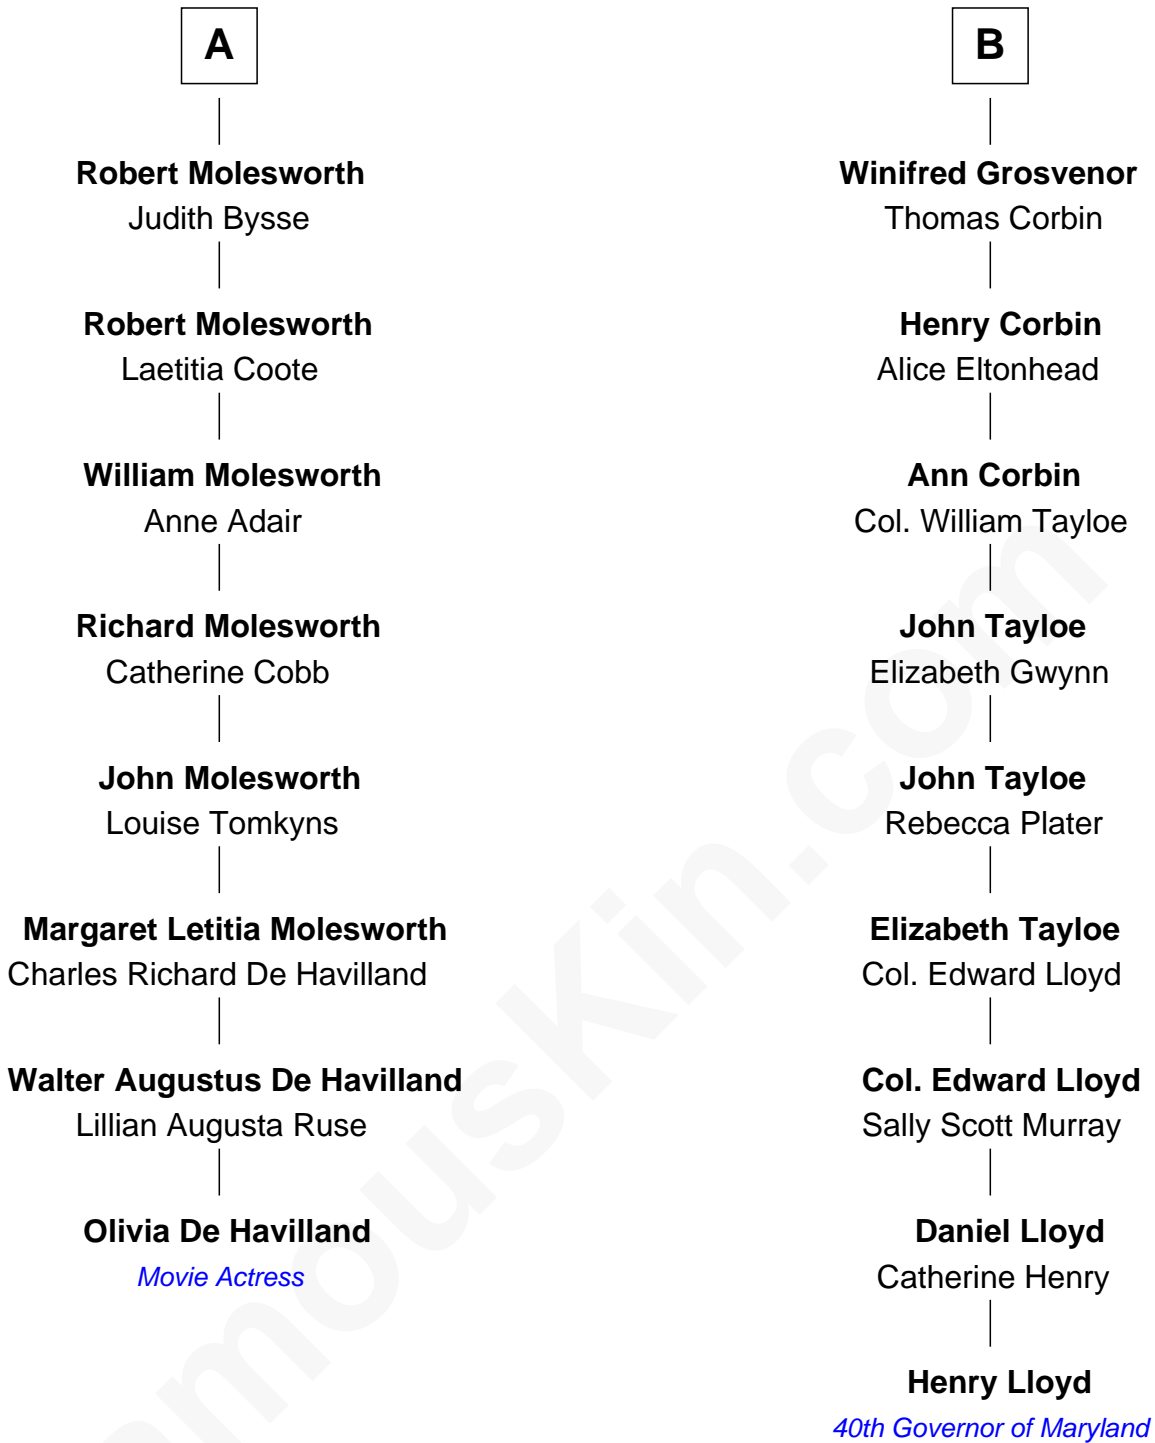 A
Robert Molesworth
Judith Bysse
Robert Molesworth
Laetitia Coote
William Molesworth
Anne Adair
Richard Molesworth
Catherine Cobb
John Molesworth
Louise Tomkyns
Margaret Letitia Molesworth
Charles Richard De Havilland
Walter Augustus De Havilland
Lillian Augusta Ruse
Olivia De Havilland
Movie Actress
B
Winifred Grosvenor
Thomas Corbin
Henry Corbin
Alice Eltonhead
Ann Corbin
Col. William Tayloe
John Tayloe
Elizabeth Gwynn
John Tayloe
Rebecca Plater
Elizabeth Tayloe
Col. Edward Lloyd
Col. Edward Lloyd
Sally Scott Murray
Daniel Lloyd
Catherine Henry
Henry Lloyd
40th Governor of Maryland
amousKin.com